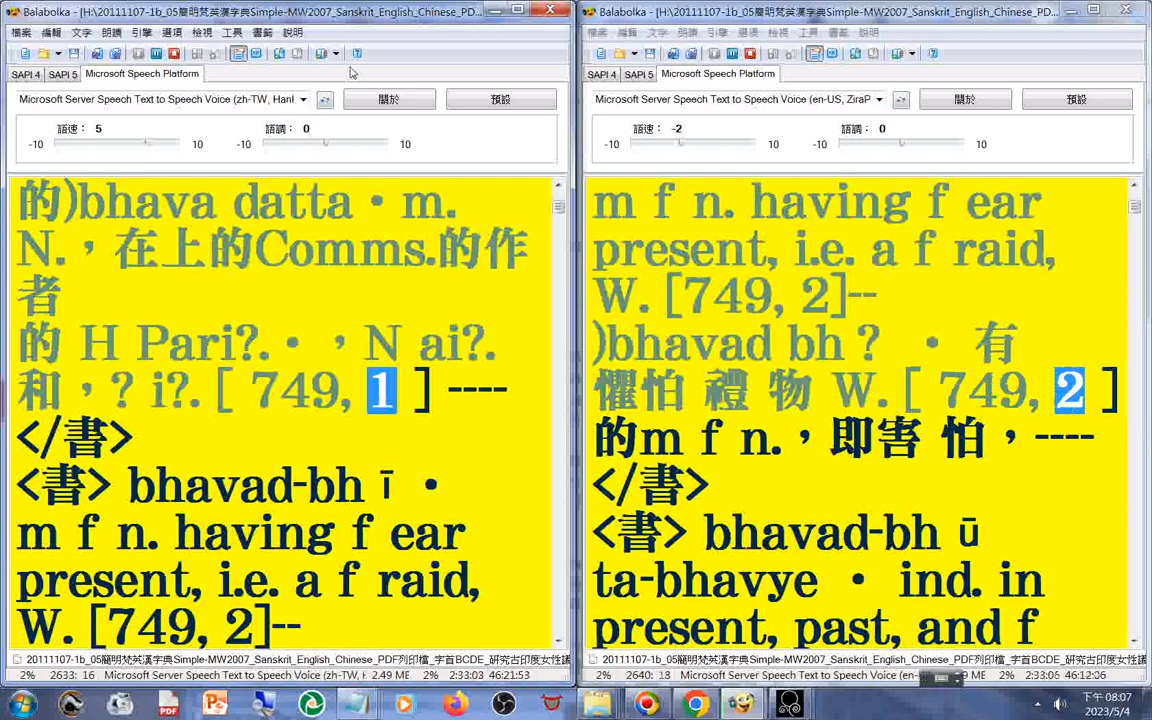 Balabolka - [H:\20111107-1b_05簡明梵英漢字典Simple-MW2007_Sanskrit_English_Chinese_PD...
檔案 編輯 文字 朗讀 引擎 選項 檢視 工具 書籤 說明
SAPI 4 SAPI 5 Microsoft Speech Platform
Microsoft Server Speech Text to Speech Voice (zh-TW, HanH 關於 預設
語速： 5 語調： 0
-10 10 -10 10
的)bhava datta‧m.
N.，在上的Comms.的作
者
的 H Pari?.‧，N ai?.
和，? i?. [ 749, 1 ] ----
</書>
<書> bhavad-bh ī ‧
m f n. having f ear
present, i.e. a f raid,
W. [749, 2]--
20111107-1b_05簡明梵英漢字典Simple-MW2007_Sanskrit_English_Chinese_PDF列印檔_字首BCDE_研究古印度女性議
2% 2633: 16 Microsoft Server Speech Text to Speech Voice (zh-TW, H 2.49 ME 2% 2:33:03 46:21:53
Balabolka - [H:\20111107-1b_05簡明梵英漢字典Simple-MW2007_Sanskrit_English_Chinese_PD...
檔案 編輯 文字 朗讀 引擎 選項 檢視 工具 書籤 說明
SAPI 4 SAPI 5 Microsoft Speech Platform
Microsoft Server Speech Text to Speech Voice (en-US, ZiraP 關於 預設
語速： -2 語調： 0
-10 10 -10 10
m f n. having f ear
present, i.e. a f raid,
W. [749, 2]--
)bhavad bh ? ‧ 有
懼怕 禮 物 W. [ 749, 2 ]
的m f n.，即害 怕，----
</書>
<書> bhavad-bh ū
ta-bhavye ‧ ind. in
present, past, and f
20111107-1b_05簡明梵英漢字典Simple-MW2007_Sanskrit_English_Chinese_PDF列印檔_字首BCDE_研究古印度女性議
2% 2640: 18 Microsoft Server Speech Text to Speech Voice (en-US, 9 ME 2% 2:33:05 46:12:06
下午 08:07
2023/5/4